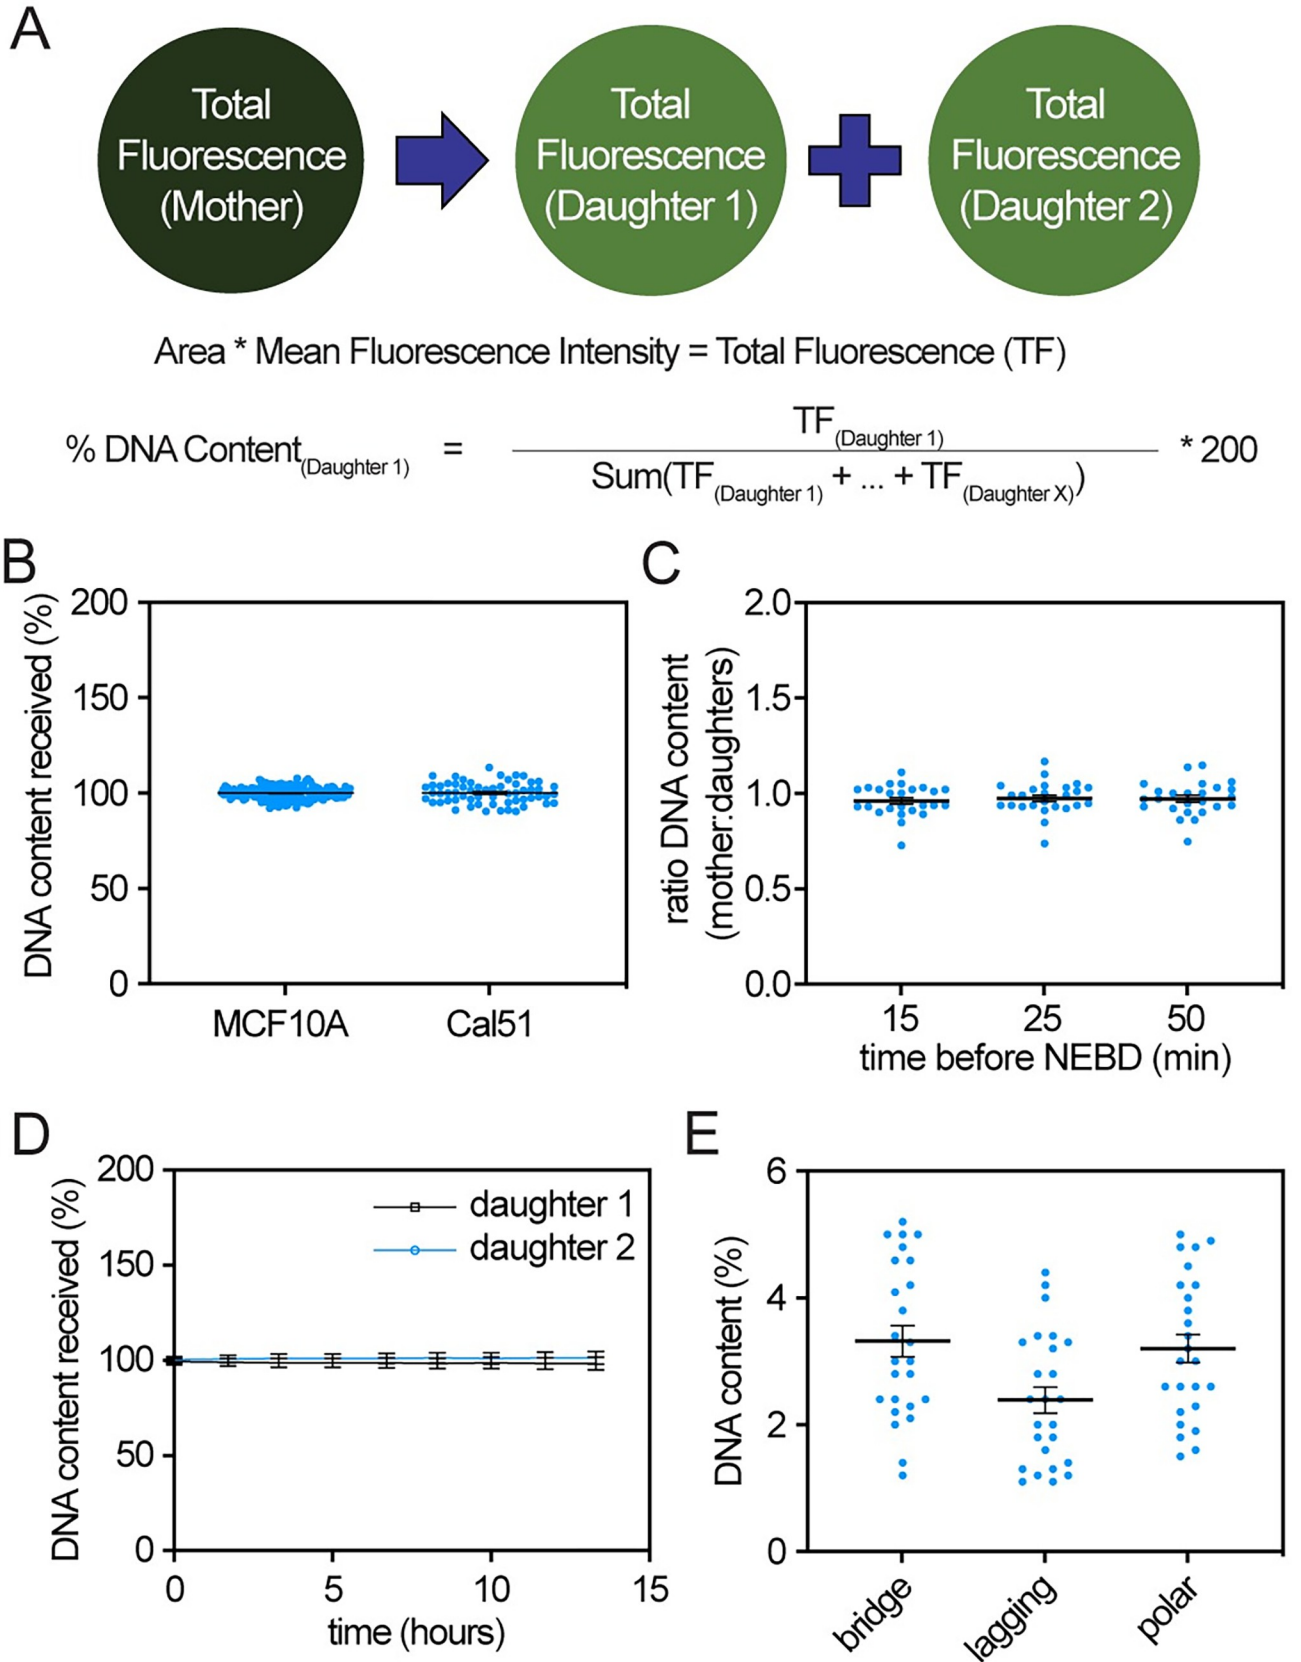 A
Total
Fluorescence
(Mother)
Total
Fluorescence
(Daughter 1)
Total
Fluorescence
(Daughter 2)
Area * Mean Fluorescence Intensity = Total Fluorescence (TF)
% DNA Content(Daughter 1) = TF(Daughter 1) * 200
Sum(TF(Daughter 1) + ... + TF(Daughter X))
B
DNA content received (%)
200
150
100
50
0
MCF10A Cal51
C
ratio DNA content
(mother:daughters)
2.0
1.5
1.0
0.5
0.0
15 25 50
time before NEBD (min)
D
DNA content received (%)
200
150
100
50
0
daughter 1
daughter 2
0 5 10 15
time (hours)
E
DNA content (%)
6
4
2
0
bridge
lagging
polar